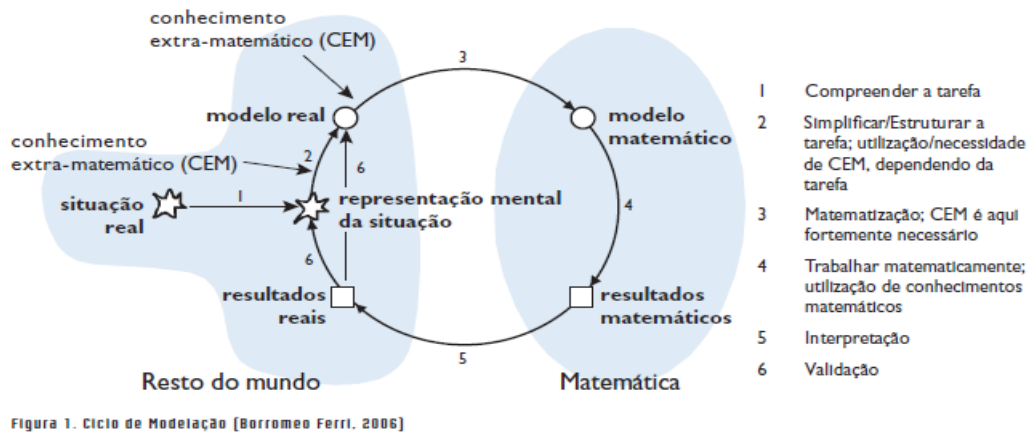 conhecimento
extra-matemático (CEM)
3
modelo real
modelo
matemático
conhecimento
extra-matemático (CEM)
2
6
1
situação
real
representação mental
da situação
4
6
resultados
reais
resultados
matemáticos
5
Resto do mundo
Matemática
1 Compreender a tarefa
2 Simplificar/Estruturar a
tarefa; utilização/necessidade
de CEM, dependendo da
tarefa
3 Matematização; CEM é aqui
fortemente necessário
4 Trabalhar matematicamente;
utilização de conhecimentos
matemáticos
5 Interpretação
6 Validação
Figura 1. Ciclo de Modelação (Borromeo Ferri, 2006)